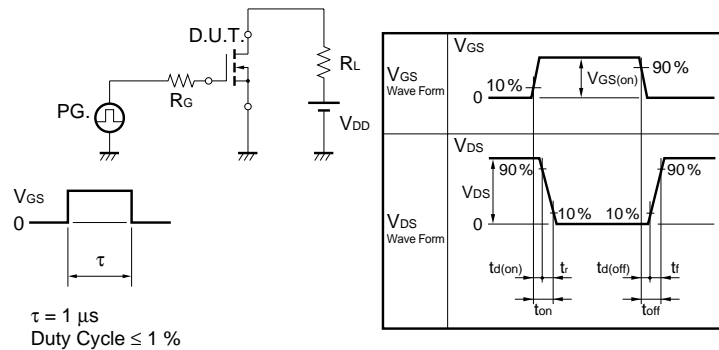 D.U.T.
RL
RG
PG.
VDD
VGS
0
τ
τ = 1 μs
Duty Cycle ≤ 1 %
VGS
Wave Form
VGS
10 %
0
VGS(on)
90 %
VDS
Wave Form
VDS
90 %
VDS
0
10 %
10 %
90 %
td(on)
tr
td(off)
tf
ton
toff